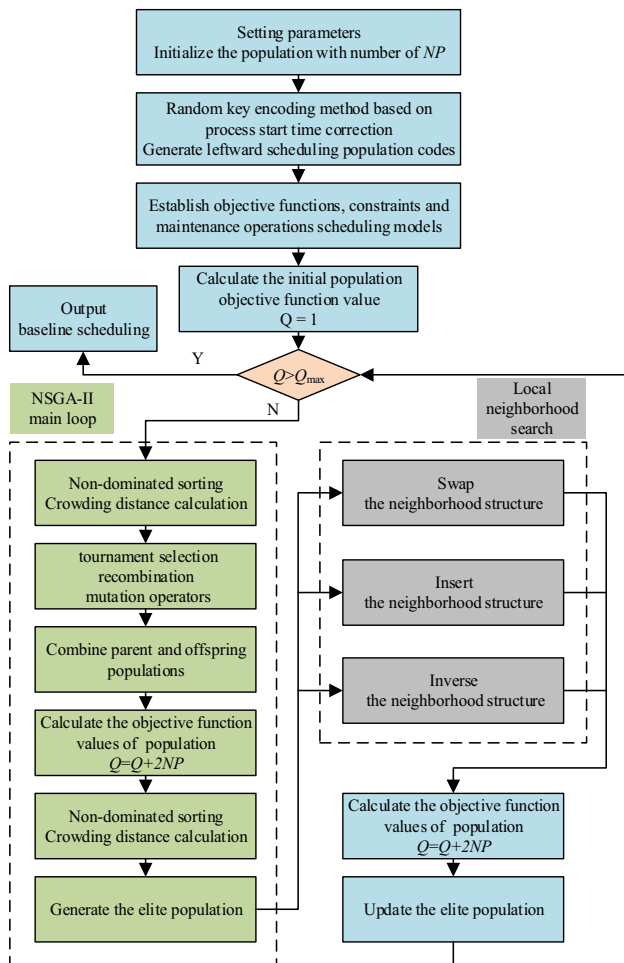 Setting parameters
Initialize the population with number of NP
Random key encoding method based on
process start time correction
Generate leftward scheduling population codes
Establish objective functions, constraints and
maintenance operations scheduling models
Calculate the initial population
objective function value
Q = 1
Output
baseline scheduling
Y
Q>Qmax
N
NSGA-II
main loop
Local
neighborhood
search
Non-dominated sorting
Crowding distance calculation
tournament selection
recombination
mutation operators
Combine parent and offspring
populations
Calculate the objective function
values of population
Q=Q+2NP
Non-dominated sorting
Crowding distance calculation
Generate the elite population
Swap
the neighborhood structure
Insert
the neighborhood structure
Inverse
the neighborhood structure
Calculate the objective function
values of population
Q=Q+2NP
Update the elite population